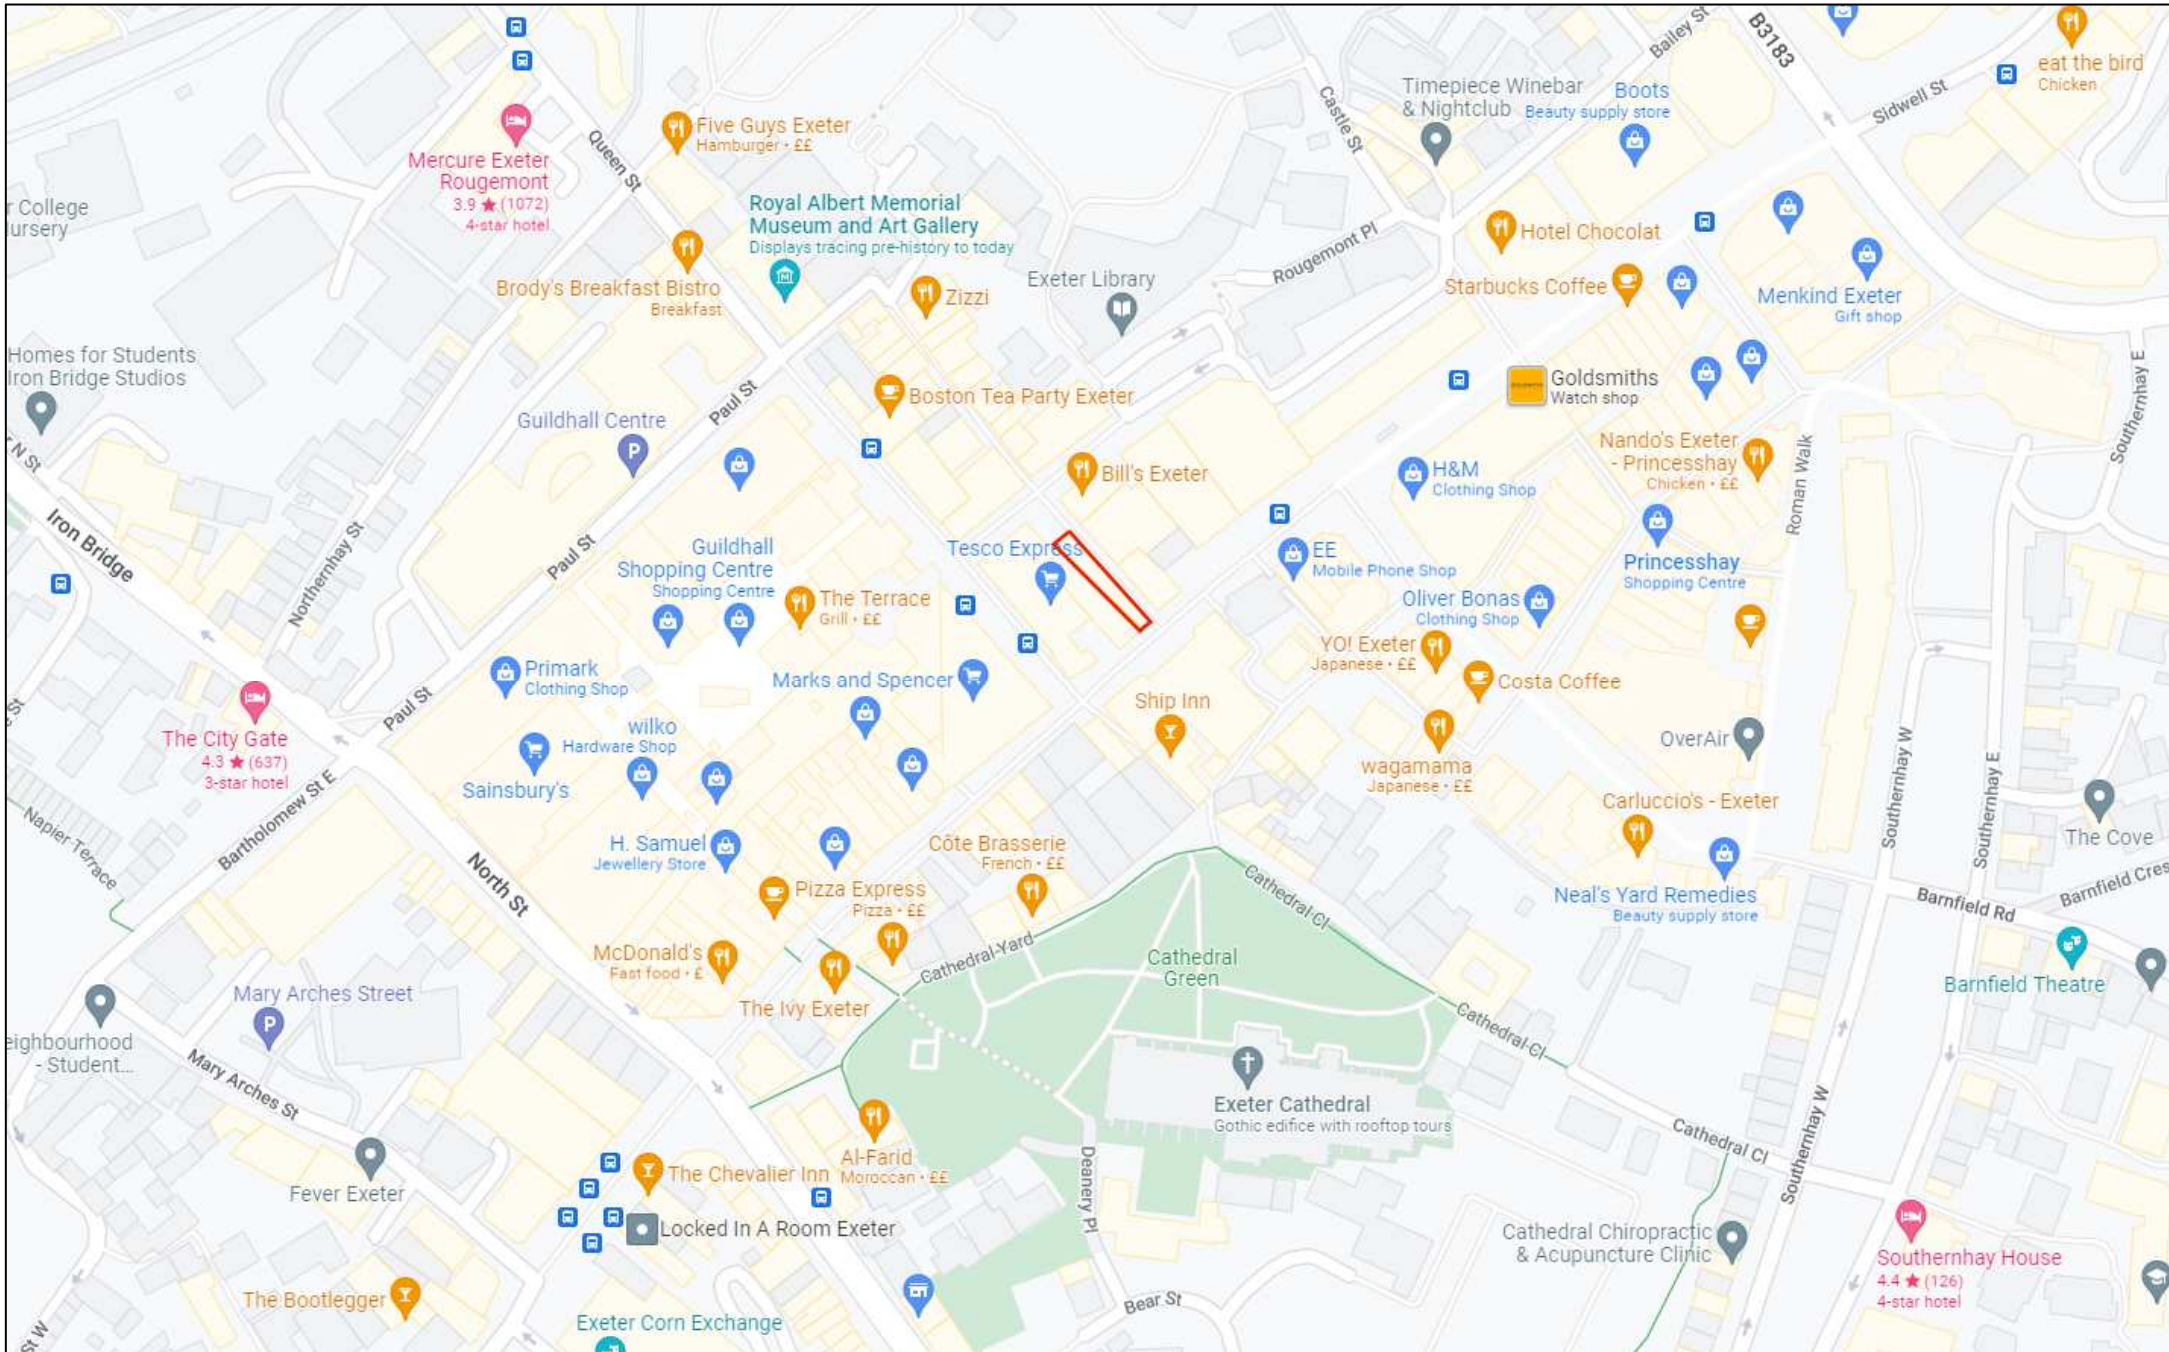 Bailey St
B3183
eat the bird
Chicken
Sidwell St
Timepiece Winebar
& Nightclub
Boots
Beauty supply store
Castle St
Five Guys Exeter
Hamburger • ££
Queen St
Mercure Exeter
Rougemont
3.9 ★ (1072)
4-star hotel
r College
ursery
Royal Albert Memorial
Museum and Art Gallery
Displays tracing pre-history to today
Hotel Chocolat
Rougemont Pl
Exeter Library
Zizzi
Starbucks Coffee
Brody's Breakfast Bistro
Breakfast
Menkind Exeter
Gift shop
Homes for Students
Iron Bridge Studios
Boston Tea Party Exeter
Paul St
Goldsmiths
Watch shop
Southernhay E
Guildhall Centre
P
r N St
Bill's Exeter
H&M
Clothing Shop
Nando's Exeter
- Princesshay
Chicken • ££
Roman Walk
Iron Bridge
Northernhay St
Paul St
Guildhall
Shopping Centre
Shopping Centre
Tesco Express
EE
Mobile Phone Shop
Princesshay
Shopping Centre
The Terrace
Grill • ££
Oliver Bonas
Clothing Shop
YO! Exeter
Japanese • ££
Primark
Clothing Shop
Marks and Spencer
Costa Coffee
Paul St
Ship Inn
The City Gate
4.3 ★ (637)
3-star hotel
wilko
Hardware Shop
Sainsbury's
OverAir
wagamama
Japanese • ££
Southernhay W
Southernhay E
Carluccio's - Exeter
The Cove
Napier Terrace
Bartholomew St E
North St
H. Samuel
Jewellery Store
Côte Brasserie
French • ££
Cathedral Cl
Pizza Express
Pizza • ££
Neal's Yard Remedies
Beauty supply store
Barnfield Rd
Barnfield Cres
McDonald's
Fast food • £
Cathedral Yard
Cathedral
Green
The Ivy Exeter
Barnfield Theatre
Mary Arches Street
P
Cathedral Cl
eighbourhood
- Student...
Mary Arches St
Exeter Cathedral
Gothic edifice with rooftop tours
Cathedral Cl
Southernhay W
Al-Farid
Moroccan • ££
The Chevalier Inn
Deanery Pl
Fever Exeter
Locked In A Room Exeter
Cathedral Chiropractic
& Acupuncture Clinic
Southernhay House
4.4 ★ (126)
4-star hotel
The Bootlegger
Bear St
Exeter Corn Exchange
St W